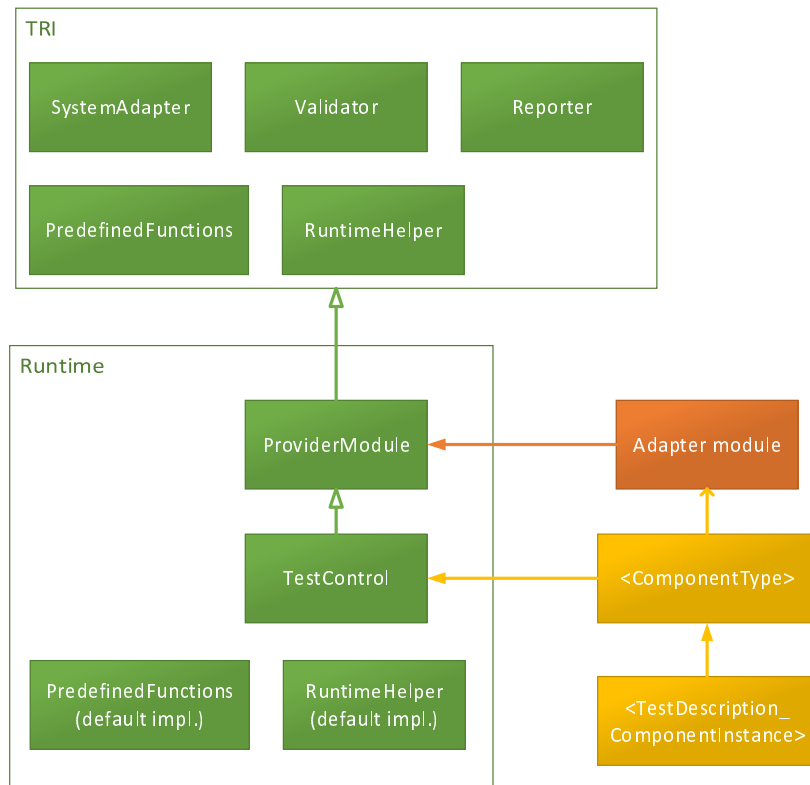 TRI
SystemAdapter
Validator
Reporter
PredefinedFunctions
RuntimeHelper
Runtime
ProviderModule
Adapter module
TestControl
<ComponentType>
PredefinedFunctions
(default impl.)
RuntimeHelper
(default impl.)
<TestDescription_
ComponentInstance>